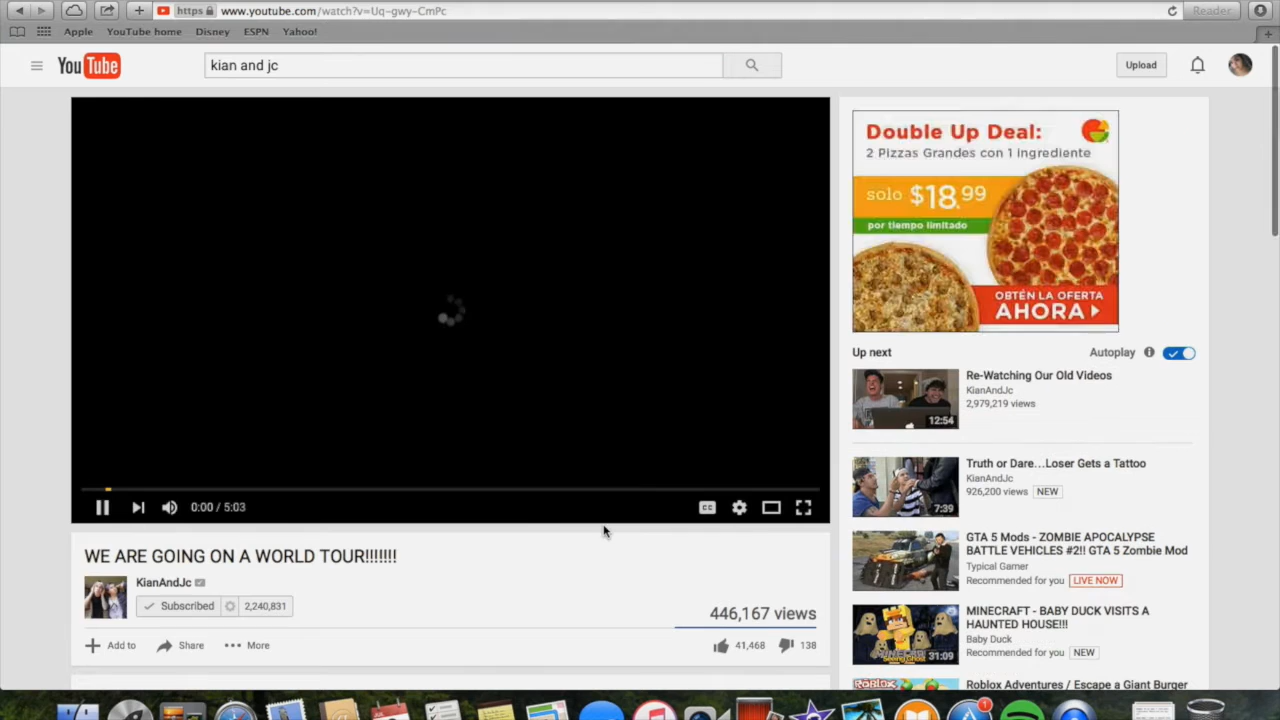 https www.youtube.com/watch?v=Uq-gwy-CmPc
Reader
Apple YouTube home Disney ESPN Yahoo!
YouTube
kian and jc
Upload
Double Up Deal:
2 Pizzas Grandes con 1 ingrediente
solo $18.99
por tiempo limitado
OBTÉN LA OFERTA
AHORA
Up next
Autoplay
Re-Watching Our Old Videos
KianAndJc
2,979,219 views
12:54
Truth or Dare...Loser Gets a Tattoo
KianAndJc
926,200 views NEW
7:39
GTA 5 Mods - ZOMBIE APOCALYPSE
BATTLE VEHICLES #2!! GTA 5 Zombie Mod
Typical Gamer
Recommended for you LIVE NOW
MINECRAFT - BABY DUCK VISITS A
HAUNTED HOUSE!!!
Baby Duck
Recommended for you NEW
31:09
Roblox Adventures / Escape a Giant Burger
ROBLOX
0:00 / 5:03
CC
WE ARE GOING ON A WORLD TOUR!!!!!!!
KianAndJc
Subscribed 2,240,831
446,167 views
Add to Share More
41,468 138
1